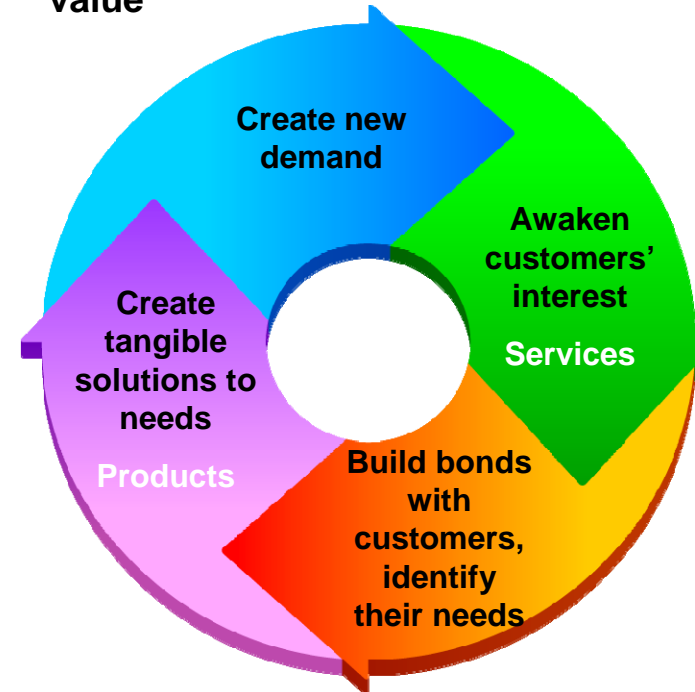 value
Create new
demand
Awaken
customers’
interest
Services
Build bonds
with
customers,
identify
their needs
Create
tangible
solutions to
needs
Products